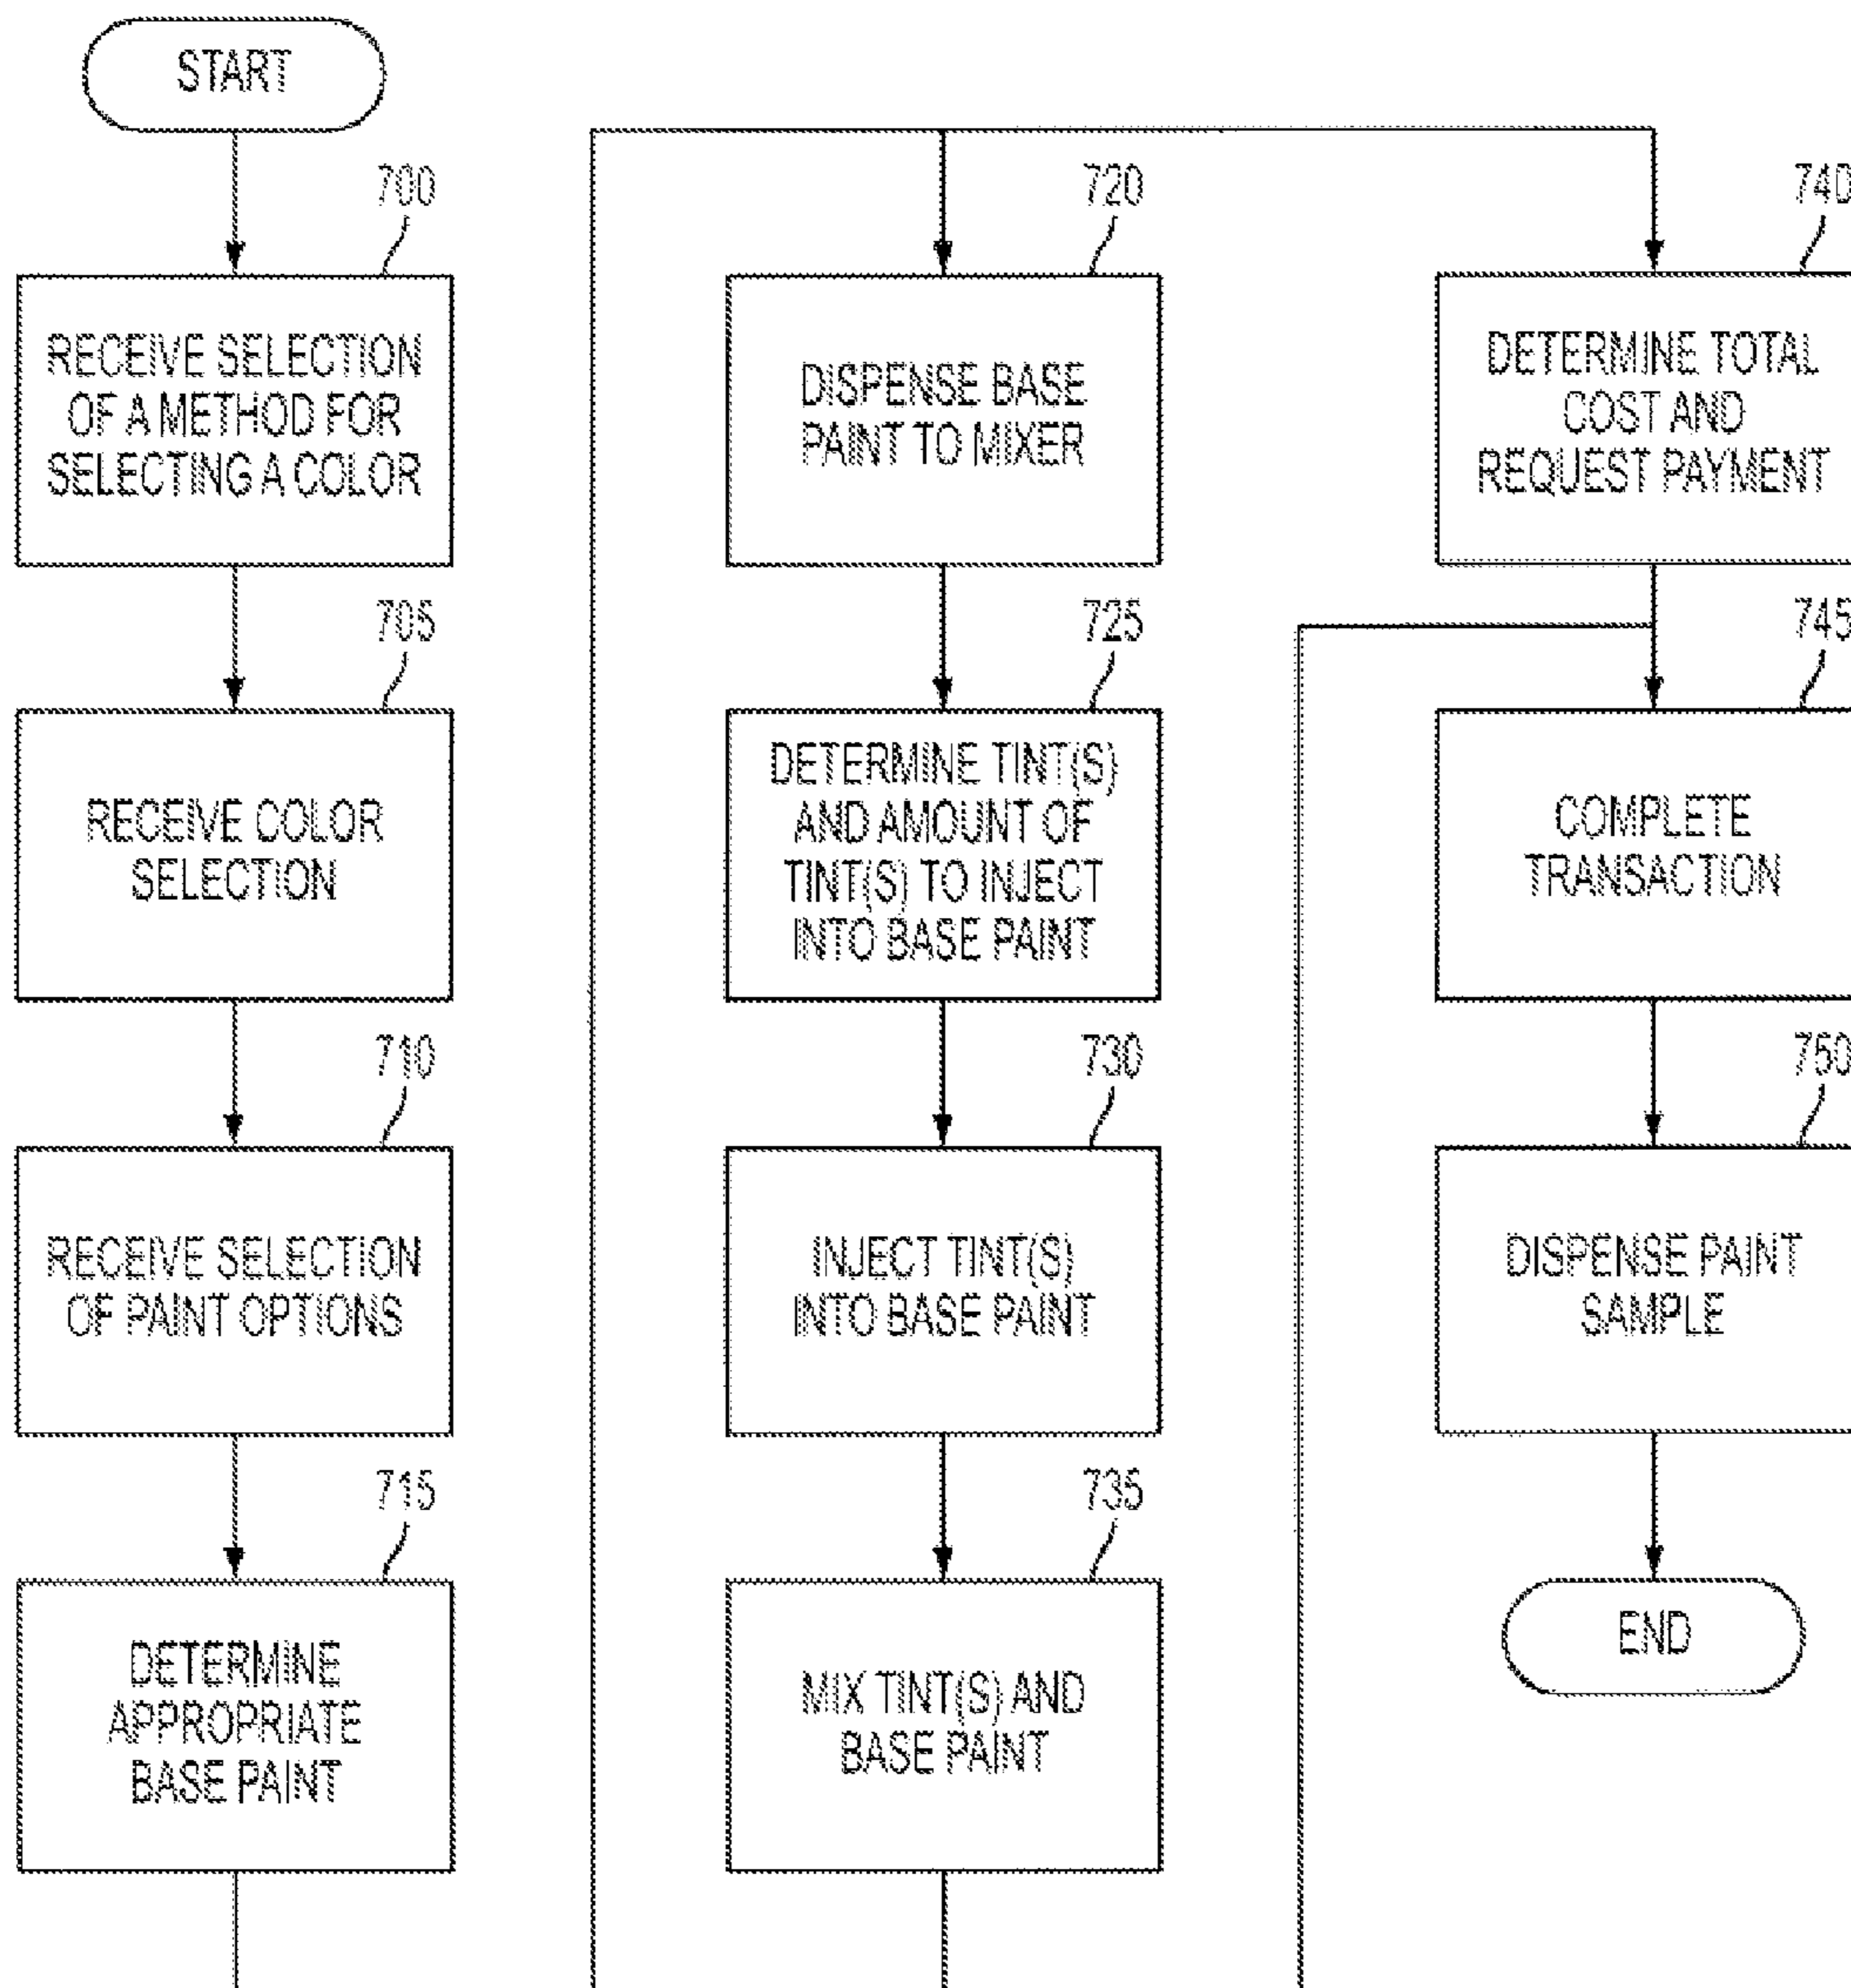 START
700
RECEIVE SELECTION
OF A METHOD FOR
SELECTING A COLOR
705
RECEIVE COLOR
SELECTION
710
RECEIVE SELECTION
OF PAINT OPTIONS
715
DETERMINE
APPROPRIATE
BASE PAINT
720
DISPENSE BASE
PAINT TO MIXER
725
DETERMINE TINT(S)
AND AMOUNT OF
TINT(S) TO INJECT
INTO BASE PAINT
730
INJECT TINT(S)
INTO BASE PAINT
735
MIX TINT(S) AND
BASE PAINT
740
DETERMINE TOTAL
COST AND
REQUEST PAYMENT
745
COMPLETE
TRANSACTION
750
DISPENSE PAINT
SAMPLE
END